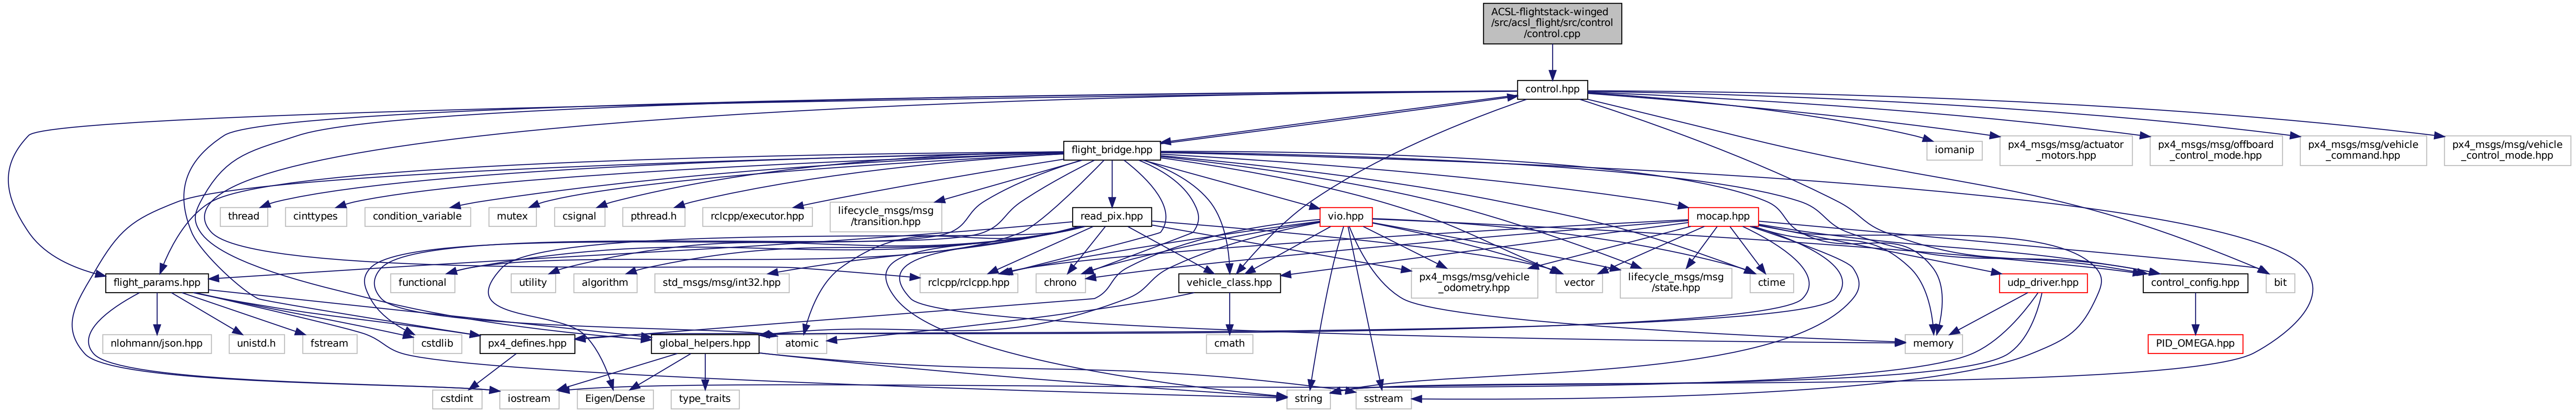 ACSL-flightstack-winged
/src/acsl_flight/src/control
/control.cpp
control.hpp
flight_bridge.hpp
iomanip
px4_msgs/msg/actuator
_motors.hpp
px4_msgs/msg/offboard
_control_mode.hpp
px4_msgs/msg/vehicle
_command.hpp
px4_msgs/msg/vehicle
_control_mode.hpp
thread
cinttypes
condition_variable
mutex
csignal
pthread.h
rclcpp/executor.hpp
lifecycle_msgs/msg
/transition.hpp
read_pix.hpp
vio.hpp
mocap.hpp
flight_params.hpp
functional
utility
algorithm
std_msgs/msg/int32.hpp
rclcpp/rclcpp.hpp
chrono
vehicle_class.hpp
px4_msgs/msg/vehicle
_odometry.hpp
vector
lifecycle_msgs/msg
/state.hpp
ctime
udp_driver.hpp
control_config.hpp
bit
nlohmann/json.hpp
unistd.h
fstream
cstdlib
px4_defines.hpp
global_helpers.hpp
atomic
cmath
memory
PID_OMEGA.hpp
cstdint
iostream
Eigen/Dense
type_traits
string
sstream